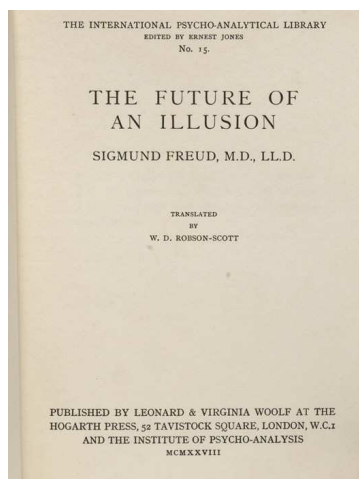 THE INTERNATIONAL PSYCHO-ANALYTICAL LIBRARY
EDITED BY ERNEST JONES
No. 15.
THE FUTURE OF
AN ILLUSION
SIGMUND FREUD, M.D., LL.D.
TRANSLATED
BY
W. D. ROBSON-SCOTT
PUBLISHED BY LEONARD & VIRGINIA WOOLF AT THE
HOGARTH PRESS, 52 TAVISTOCK SQUARE, LONDON, W.C.1
AND THE INSTITUTE OF PSYCHO-ANALYSIS
MCMXXVIII